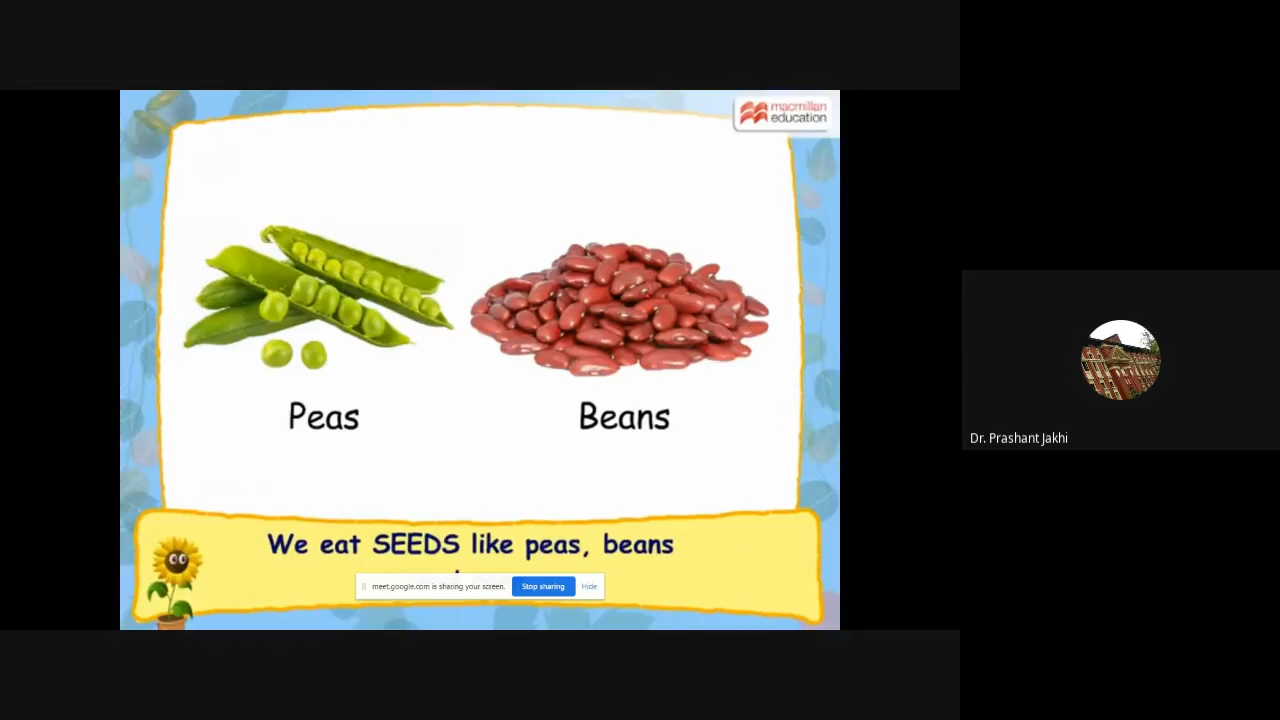 macmillan
education
Peas
Beans
We eat SEEDS like peas, beans
meet.google.com is sharing your screen.
Stop sharing
Hide
Dr. Prashant Jakhi